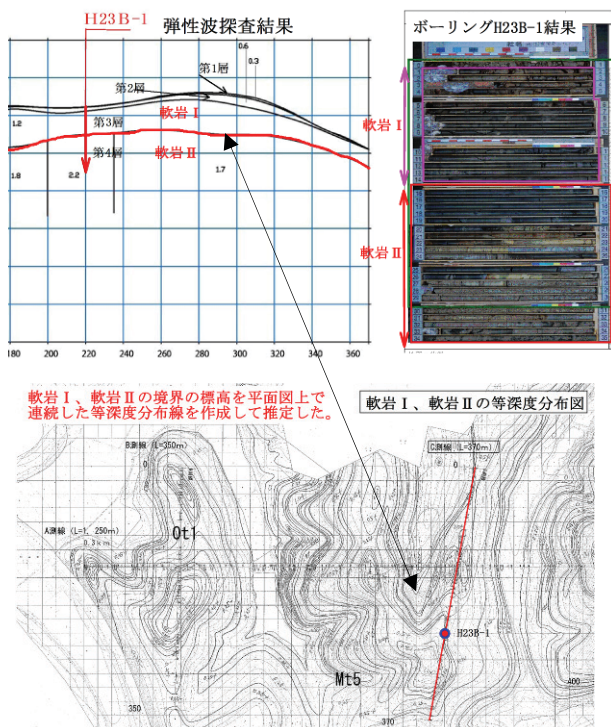 H23B-1
弾性波探査結果
ボーリングH23B-1結果
0.6
0.3
第1層
第2層
軟岩Ⅰ
第3層
1.2
軟岩Ⅱ
第4層
1.8
2.2
1.7
180
220
240
260
280
300
320
340
360
軟岩Ⅰ
軟岩Ⅱ
軟岩Ⅰ、軟岩Ⅱの境界の標高を平面図上で
連続した等深度分布線を作成して推定した。
軟岩Ⅰ、軟岩Ⅱの等深度分布図
B測線 (L=350m)
0
C測線 (L=370m)
0
A測線 (L=1, 250m)
0.3km
Ot1
H23B-1
Mt5
400
350
370